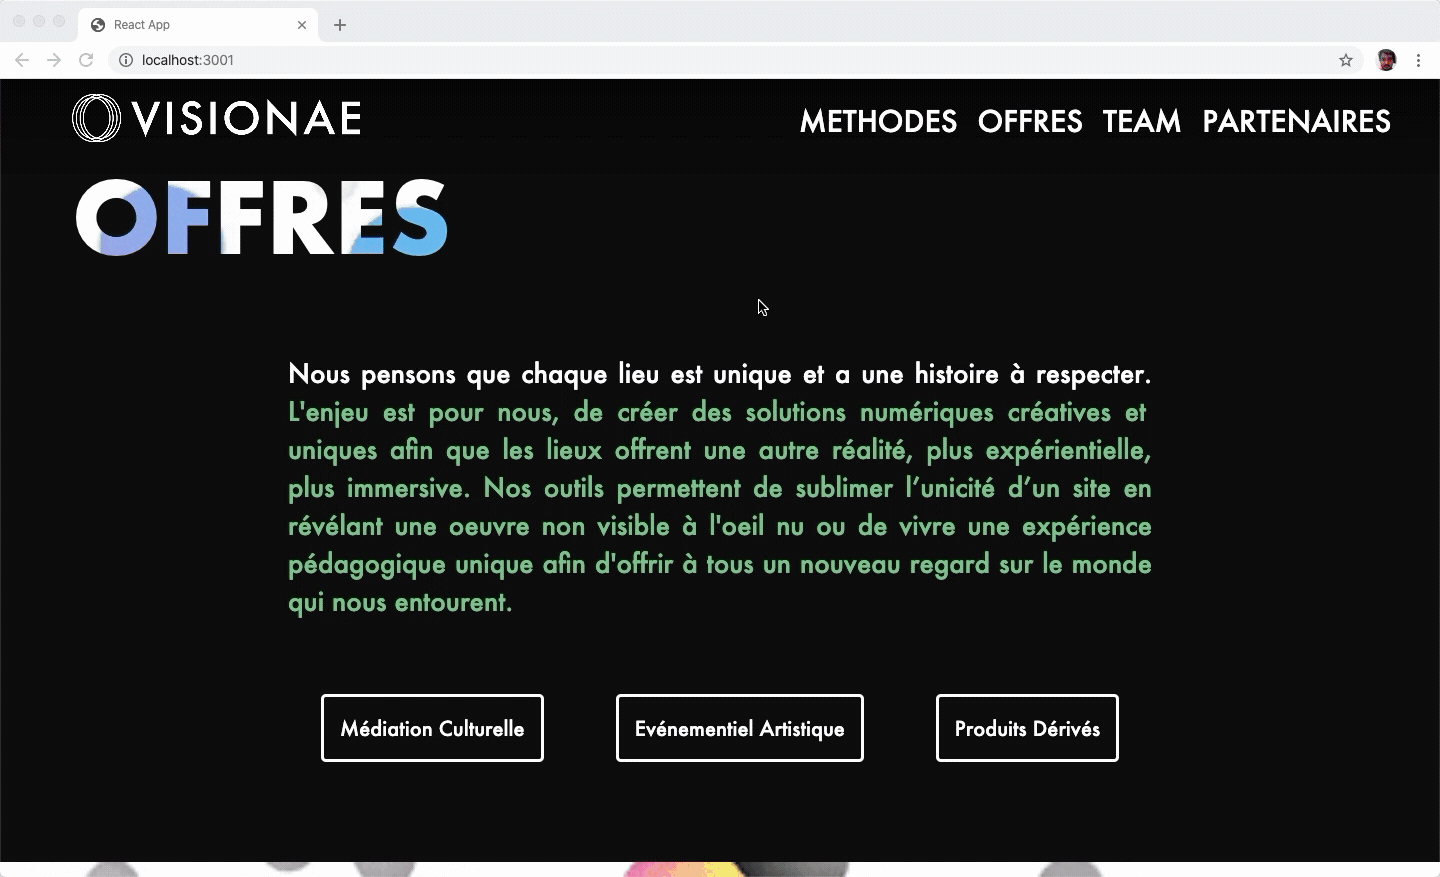 React App
localhost:3001
VISIONAE
METHODES OFFRES TEAM PARTENAIRES
OFFRES
Nous pensons que chaque lieu est unique et a une histoire à respecter.
L'enjeu est pour nous, de créer des solutions numériques créatives et
uniques afin que les lieux offrent une autre réalité, plus expérientielle,
plus immersive. Nos outils permettent de sublimer l’unicité d’un site en
révélant une oeuvre non visible à l'oeil nu ou de vivre une expérience
pédagogique unique afin d'offrir à tous un nouveau regard sur le monde
qui nous entourent.
Médiation Culturelle
Evénementiel Artistique
Produits Dérivés